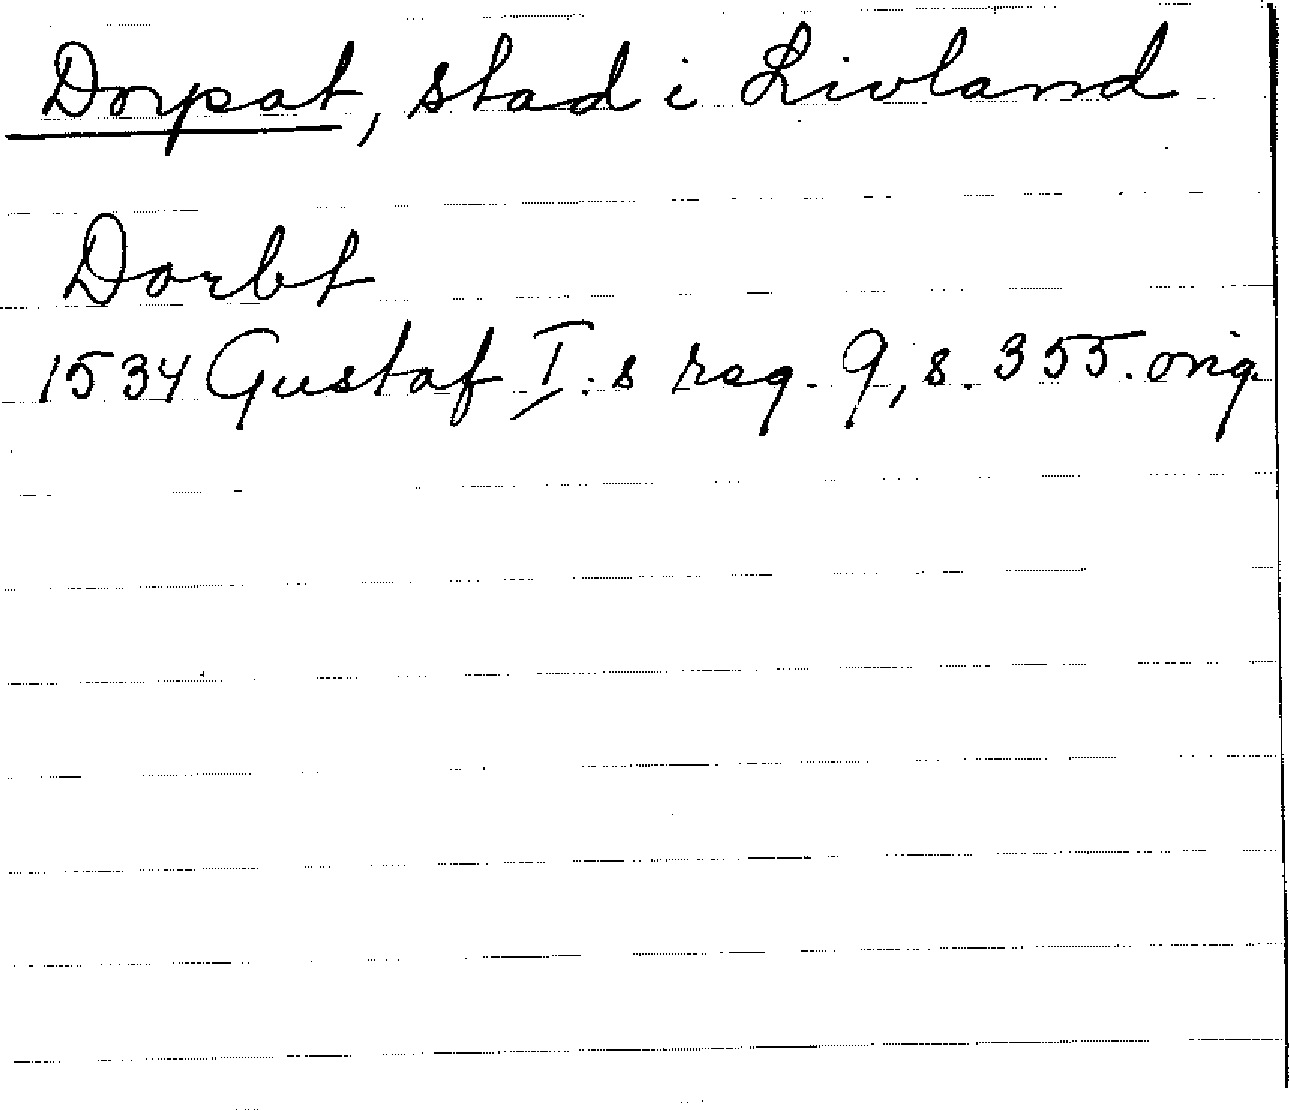 Dorpat, stad i Livland
Dorbt
1534 Gustaf I:s reg. 9, s. 355. orig.